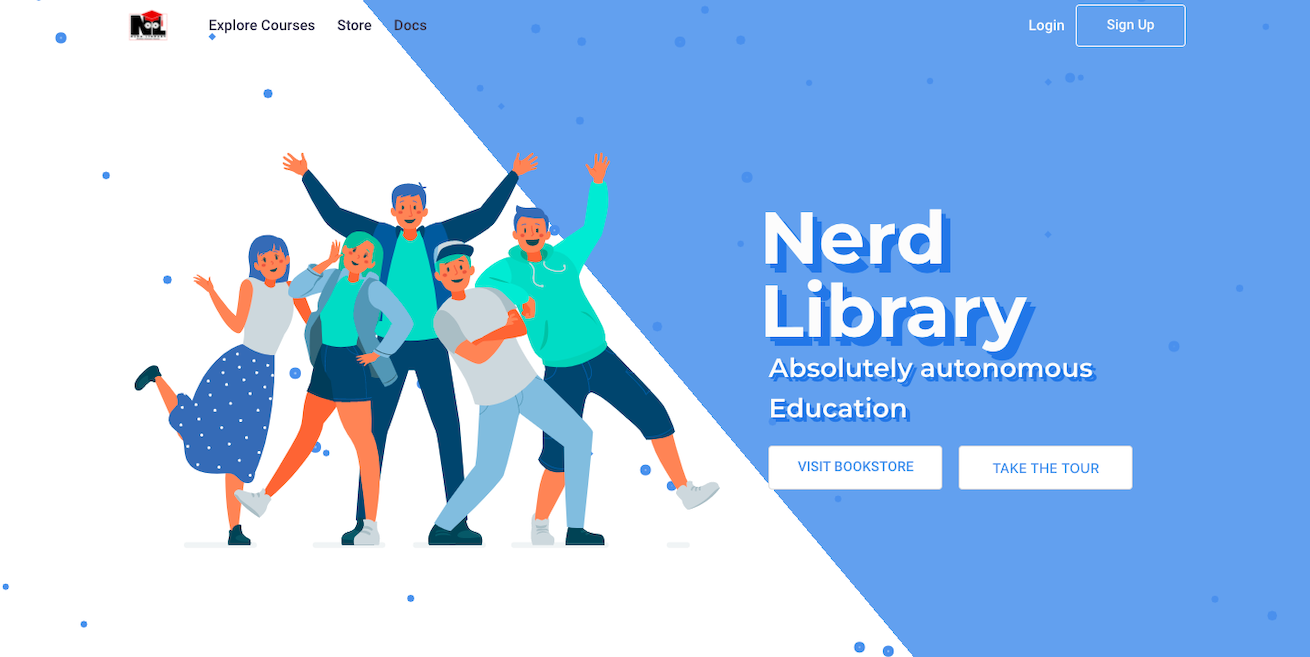 NL
Explore Courses
Store
Docs
Login
Sign Up
Nerd
Library
Absolutely autonomous
Education
VISIT BOOKSTORE
TAKE THE TOUR